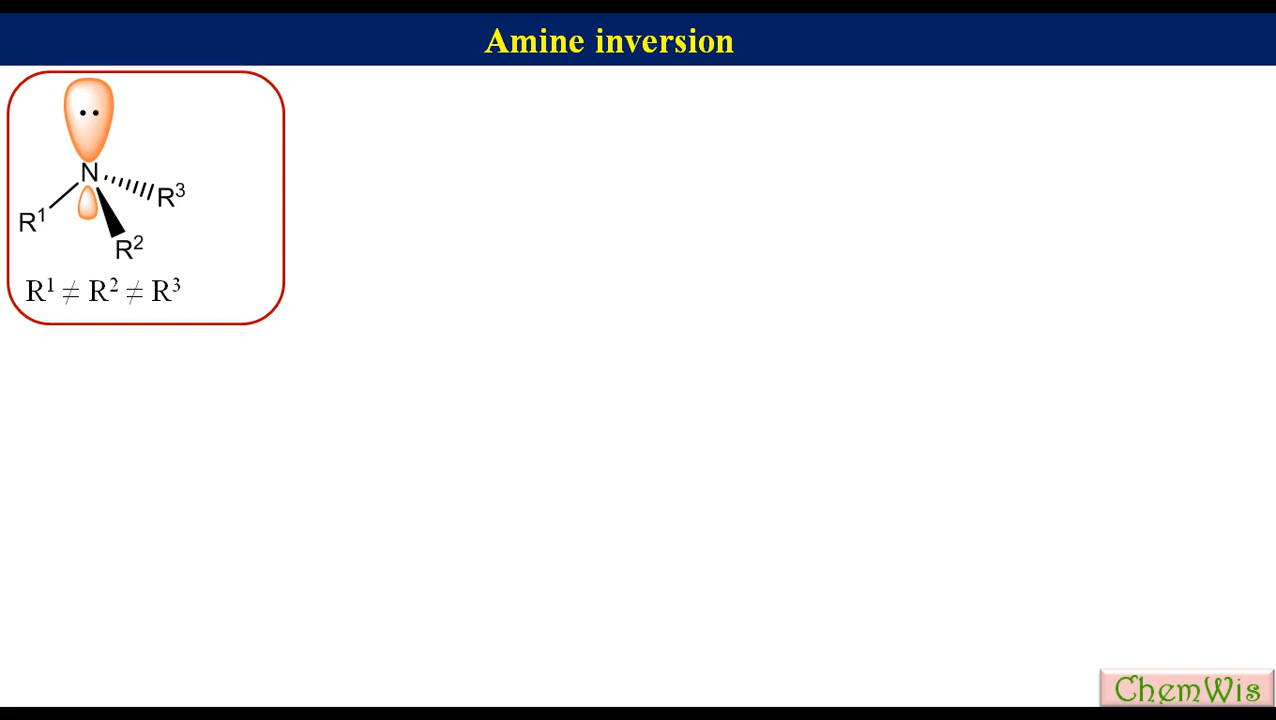 Amine inversion
N
R³
R¹
R²
R¹ ≠ R² ≠ R³
ChemWis